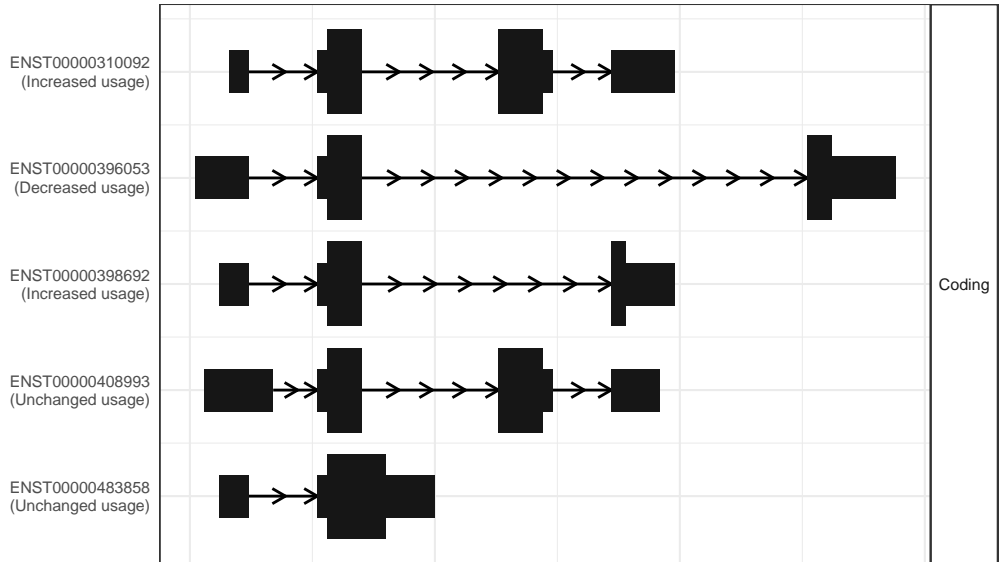 ENST00000310092
(Increased usage)
ENST00000396053
(Decreased usage)
ENST00000398692
(Increased usage)
ENST00000408993
(Unchanged usage)
ENST00000483858
(Unchanged usage)
Coding